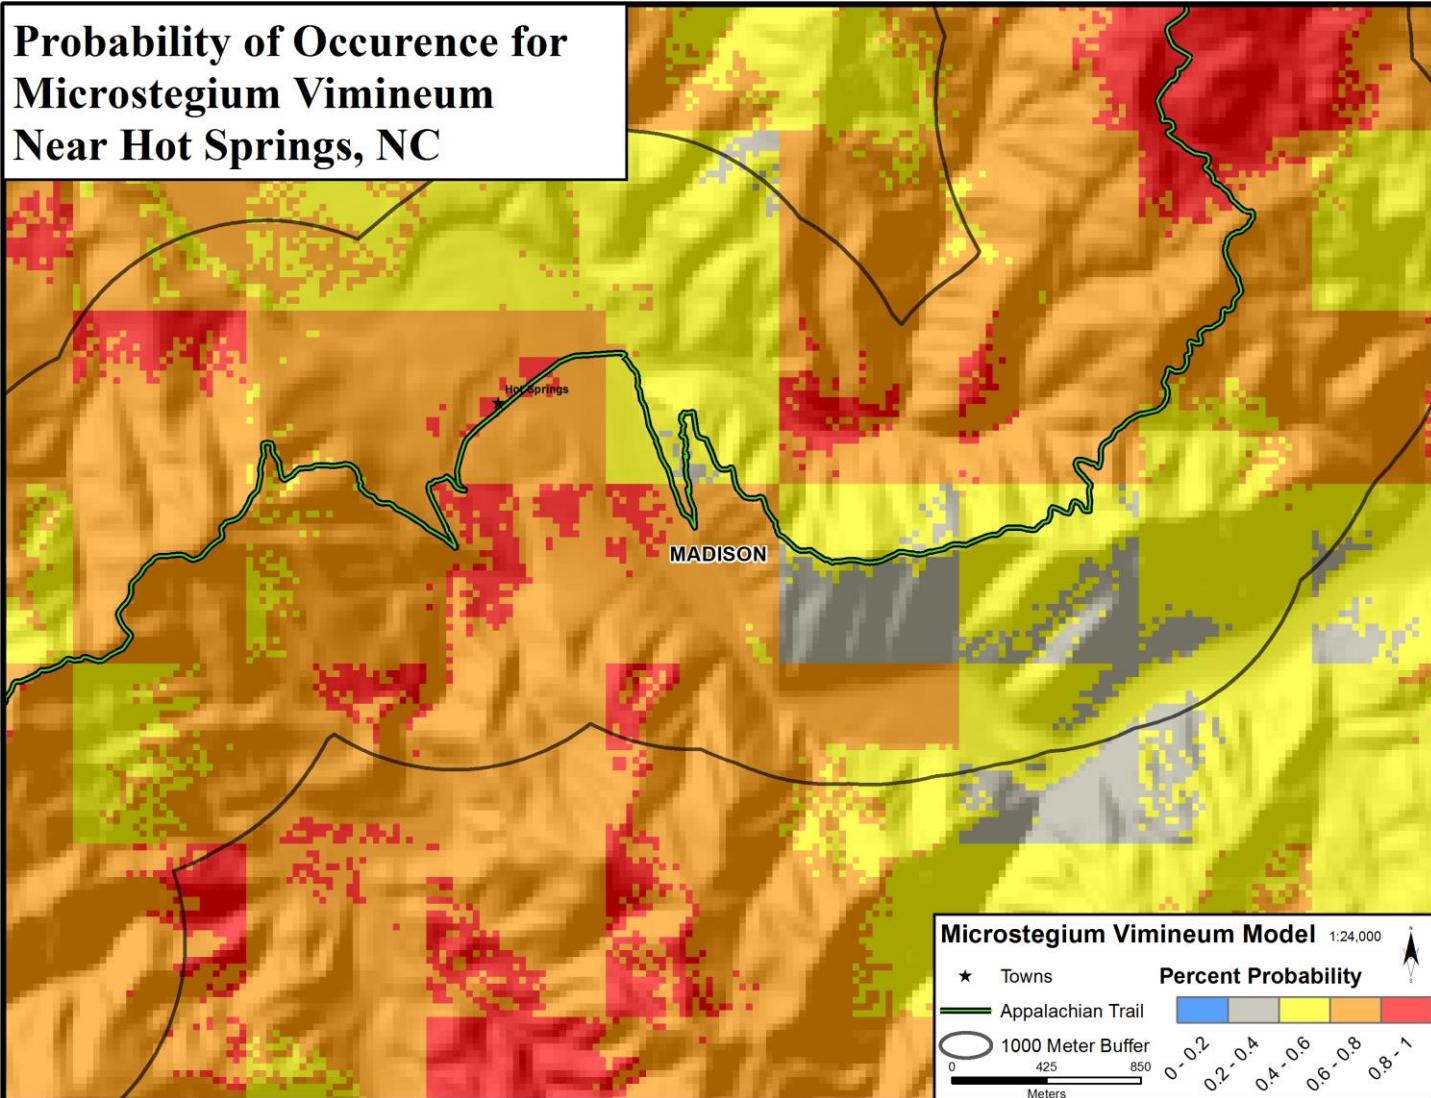 Probability of Occurence for
Microstegium Vimineum
Near Hot Springs, NC
Hot Springs
MADISON
Microstegium Vimineum Model 1:24,000
N
S
Towns
Percent Probability
Appalachian Trail
1000 Meter Buffer
0 425 850
Meters
0 - 0.2
0.2 - 0.4
0.4 - 0.6
0.6 - 0.8
0.8 - 1